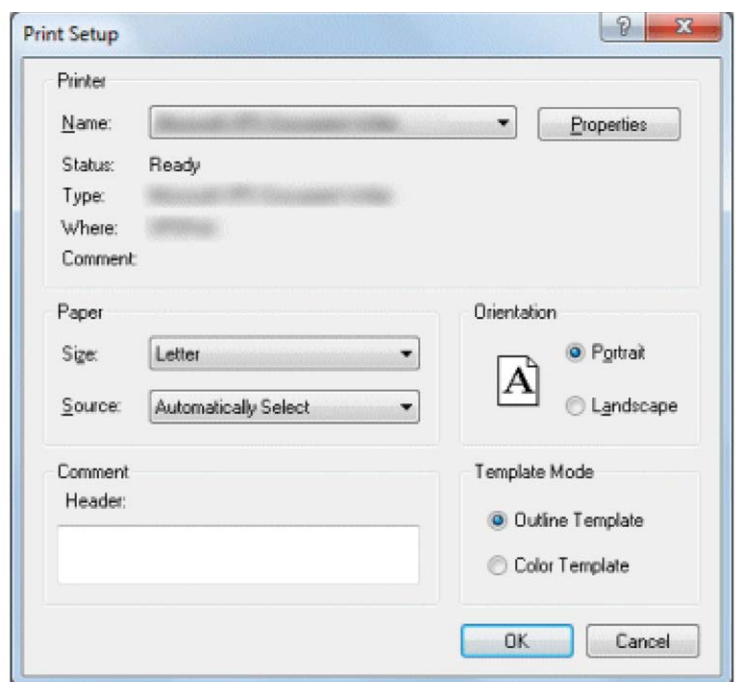 Print Setup
Printer
Name:
Properties
Status: Ready
Type:
Where:
Comment:
Paper
Size: Letter
Source: Automatically Select
Orientation
A
Portrait
Landscape
Comment
Header:
Template Mode
Outline Template
Color Template
OK Cancel